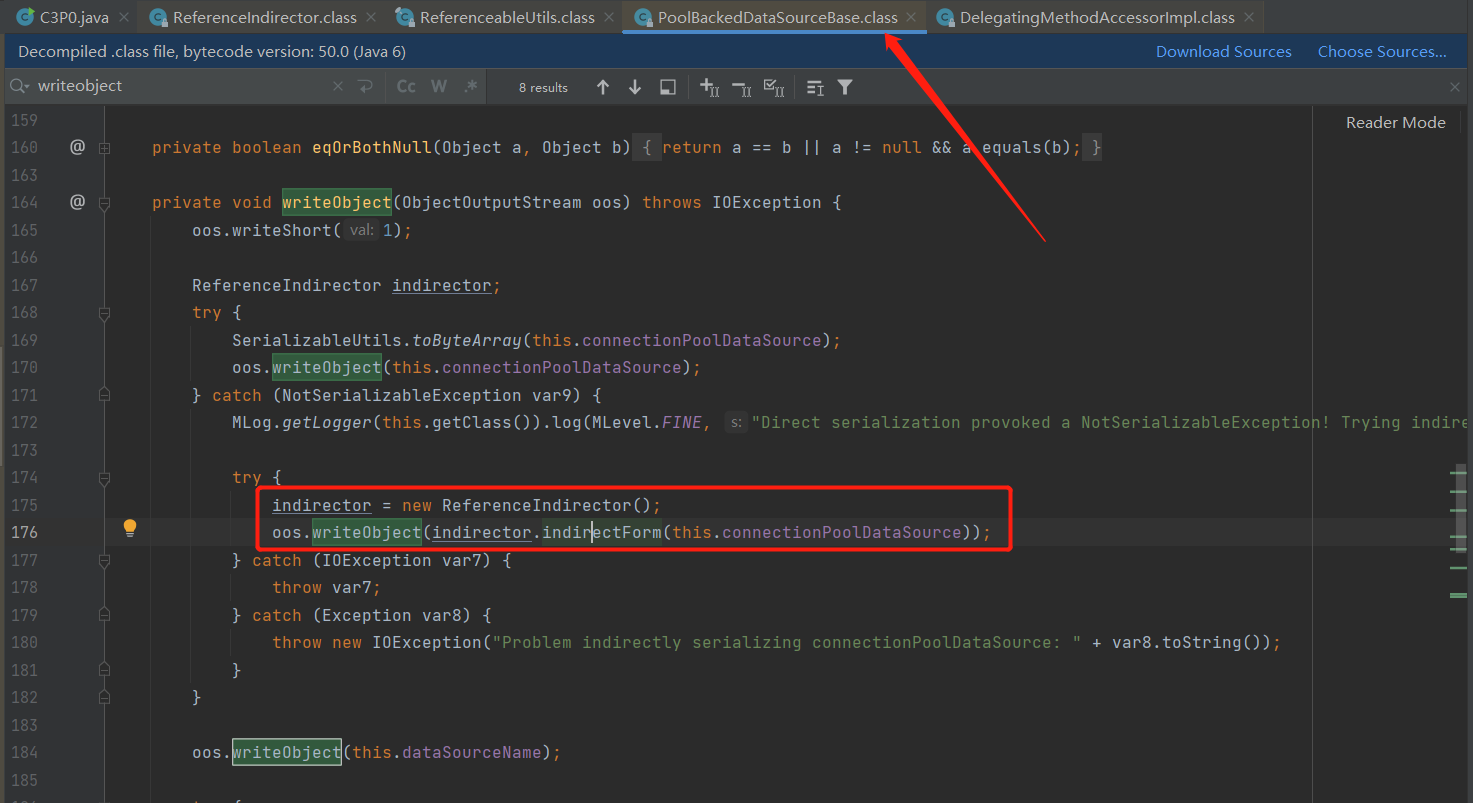 C3P0.java ReferenceIndirector.class ReferenceableUtils.class PoolBackedDataSourceBase.class DelegatingMethodAccessorImpl.class
Decompiled .class file, bytecode version: 50.0 (Java 6) Download Sources Choose Sources...
writeobject Cc W .* 8 results
Reader Mode
159
160 @ private boolean eqOrBothNull(Object a, Object b) { return a == b || a != null && a.equals(b); }
163
164 @ private void writeObject(ObjectOutputStream oos) throws IOException {
165 oos.writeShort( val: 1);
166
167 ReferenceIndirector indirector;
168 try {
169 SerializableUtils.toByteArray(this.connectionPoolDataSource);
170 oos.writeObject(this.connectionPoolDataSource);
171 } catch (NotSerializableException var9) {
172 MLog.getLogger(this.getClass()).log(MLevel.FINE, s: "Direct serialization provoked a NotSerializableException! Trying indire
173
174 try {
175 indirector = new ReferenceIndirector();
176 oos.writeObject(indirector.indirectForm(this.connectionPoolDataSource));
177 } catch (IOException var7) {
178 throw var7;
179 } catch (Exception var8) {
180 throw new IOException("Problem indirectly serializing connectionPoolDataSource: " + var8.toString());
181 }
182 }
183
184 oos.writeObject(this.dataSourceName);
185